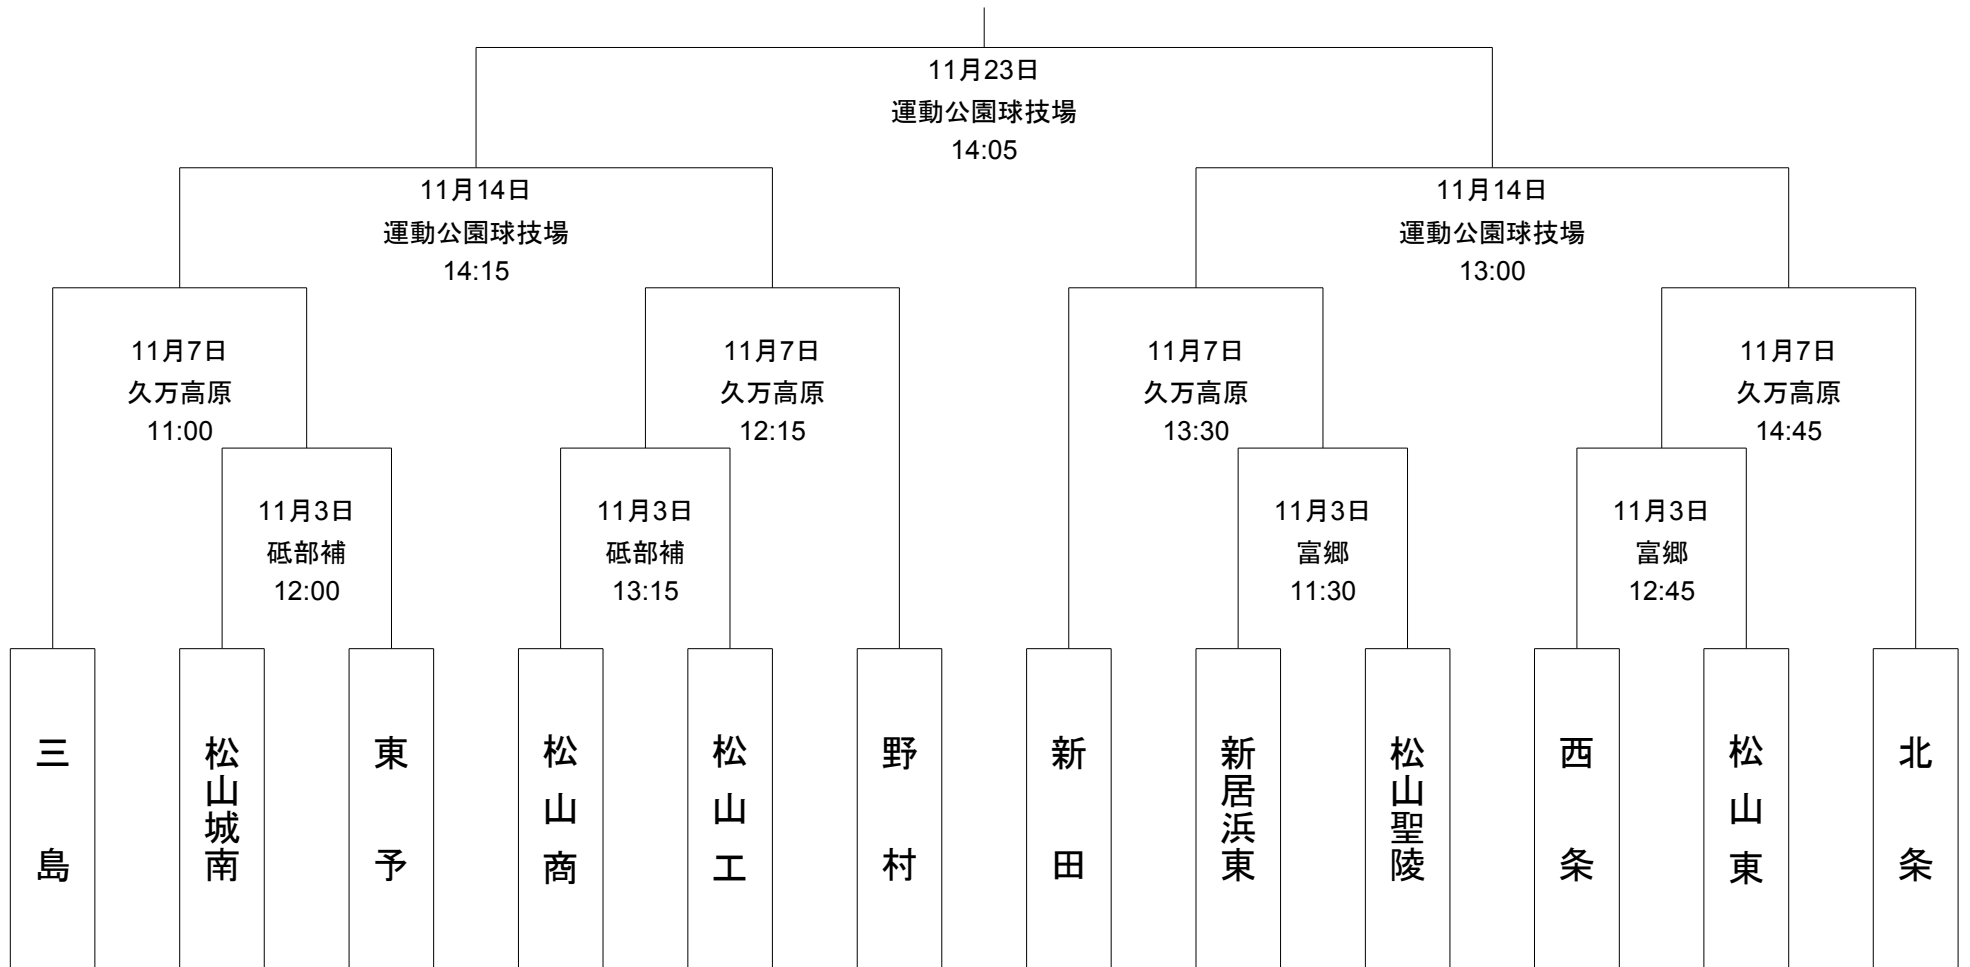 11月23日
運動公園球技場
14:05
11月14日
運動公園球技場
14:15
11月14日
運動公園球技場
13:00
11月7日
久万高原
11:00
11月7日
久万高原
12:15
11月7日
久万高原
13:30
11月7日
久万高原
14:45
11月3日
砥部補
12:00
11月3日
砥部補
13:15
11月3日
富郷
11:30
11月3日
富郷
12:45
三島
松山城南
東予
松山商
松山工
野村
新田
新居浜東
松山聖陵
西条
松山東
北条